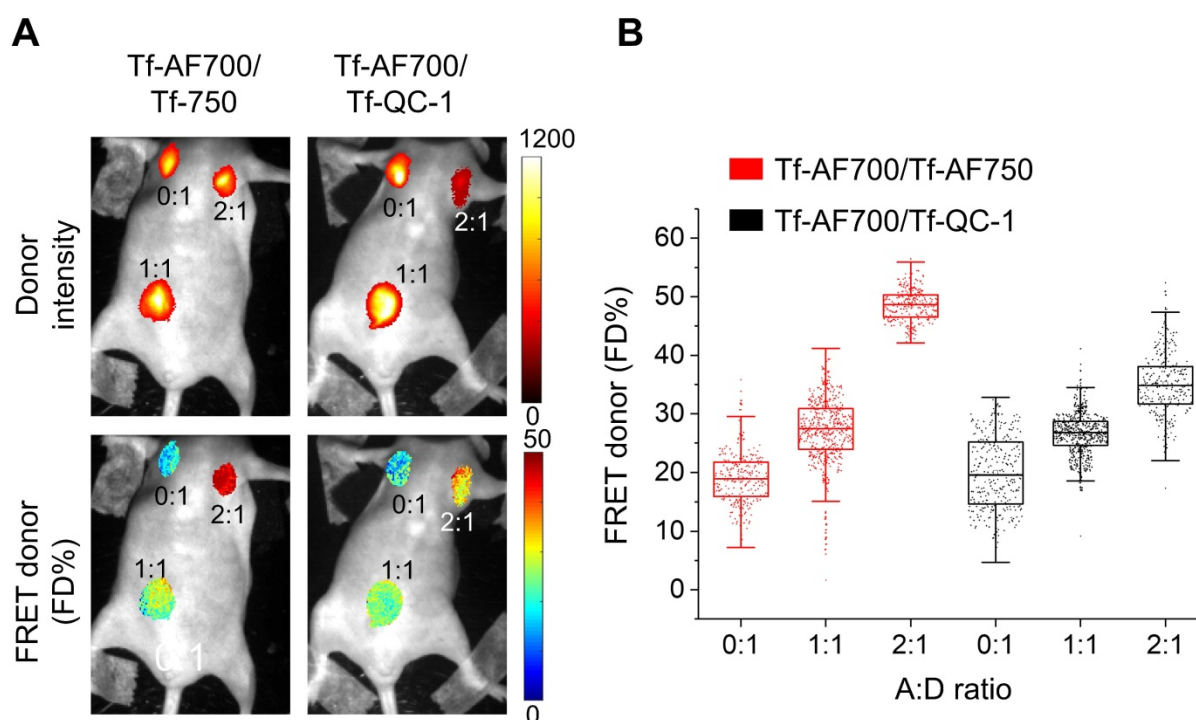 A
B
Tf-AF700/
Tf-750
Tf-AF700/
Tf-QC-1
Donor
intensity
0:1
2:1
1:1
0:1
2:1
1:1
1200
0
FRET donor
(FD%)
0:1
2:1
1:1
0:1
0:1
2:1
1:1
50
0
Tf-AF700/Tf-AF750
Tf-AF700/Tf-QC-1
FRET donor (FD%)
60
50
40
30
20
10
0
0:1 1:1 2:1 0:1 1:1 2:1
A:D ratio